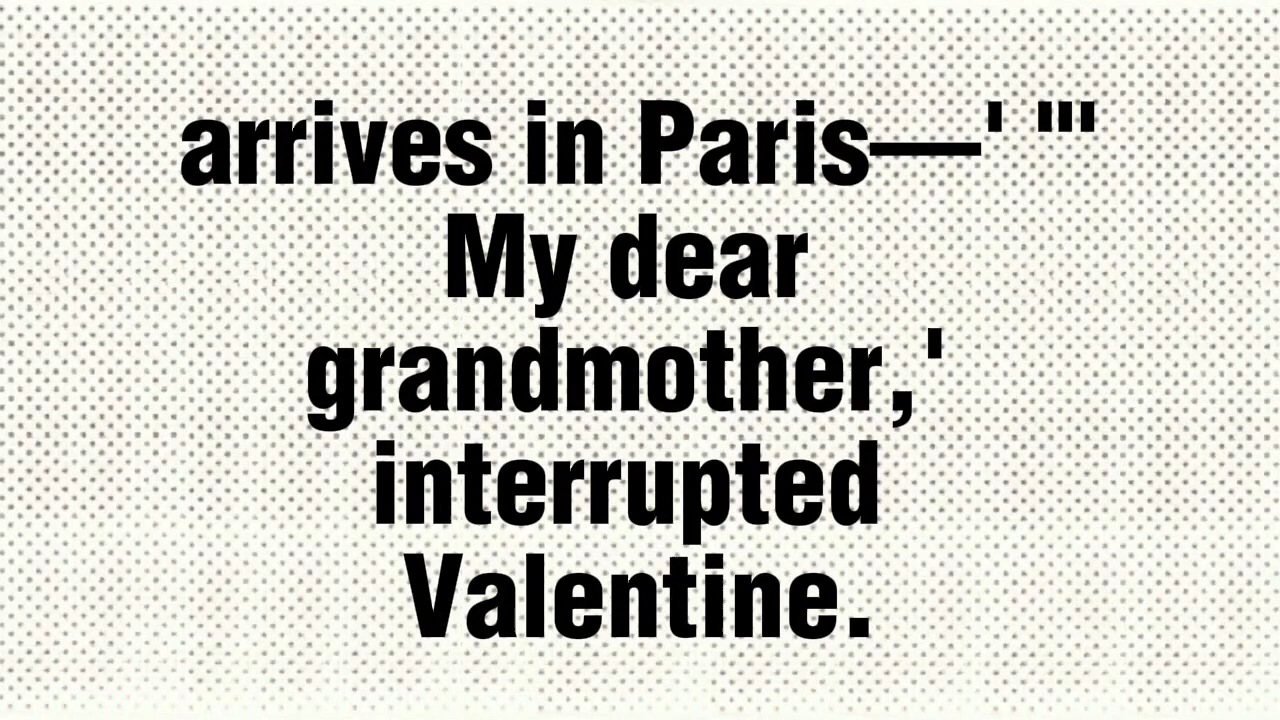 arrives in Paris—' "'
My dear
grandmother,'
interrupted
Valentine.